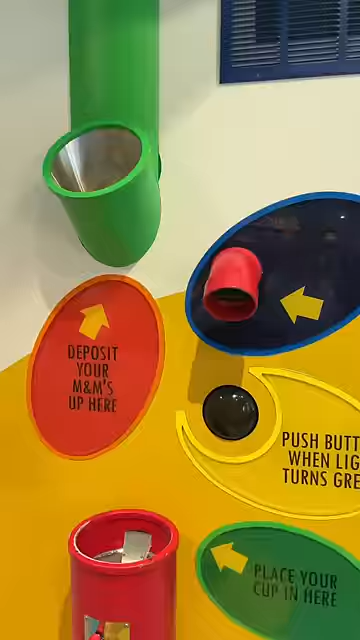 DEPOSIT
YOUR
M&M'S
UP HERE
PUSH BUTT
WHEN LIG
TURNS GRE
PLACE YOUR
CUP IN HERE